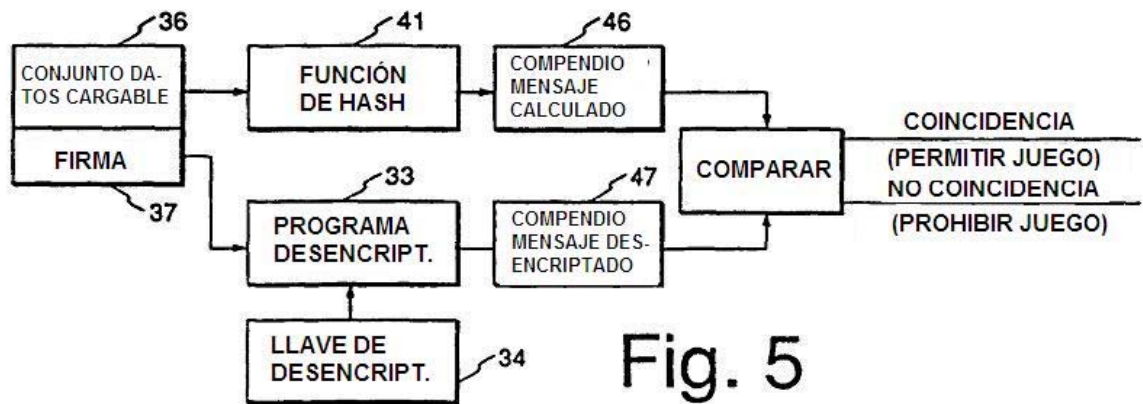 36
41
46
CONJUNTO DA-
TOS CARGABLE
FIRMA
37
FUNCIÓN
DE HASH
COMPENDIO
MENSAJE
CALCULADO
COMPARAR
COINCIDENCIA
(PERMITIR JUEGO)
NO COINCIDENCIA
(PROHIBIR JUEGO)
33
PROGRAMA
DESENCRIPT.
47
COMPENDIO
MENSAJE DES-
ENCRIPTADO
LLAVE DE
DESENCRIPT.
34
Fig. 5